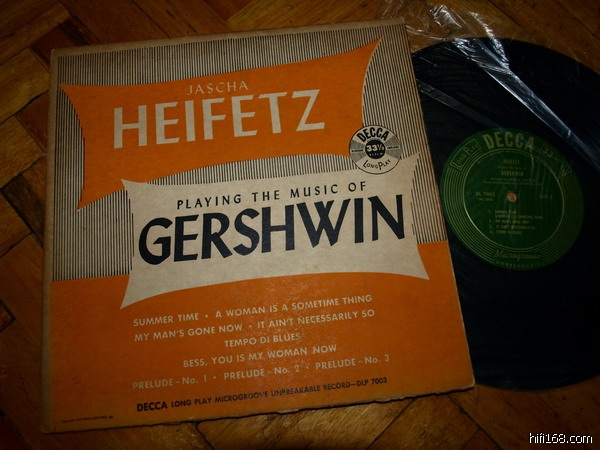 JASCHA
HEIFETZ
DECCA
33⅓
LONG PLAY
PLAYING THE MUSIC OF
GERSHWIN
SUMMER TIME • A WOMAN IS A SOMETIME THING
MY MAN'S GONE NOW • IT AIN'T NECESSARILY SO
TEMPO DI BLUES
BESS, YOU IS MY WOMAN NOW
PRELUDE-No. 1 • PRELUDE-No. 2 • PRELUDE-No. 3
DECCA LONG PLAY MICROGROOVE UNBREAKABLE RECORD—DLP 7003
DECCA
HEIFETZ
GERSHWIN
Microgroove
hifi168.com